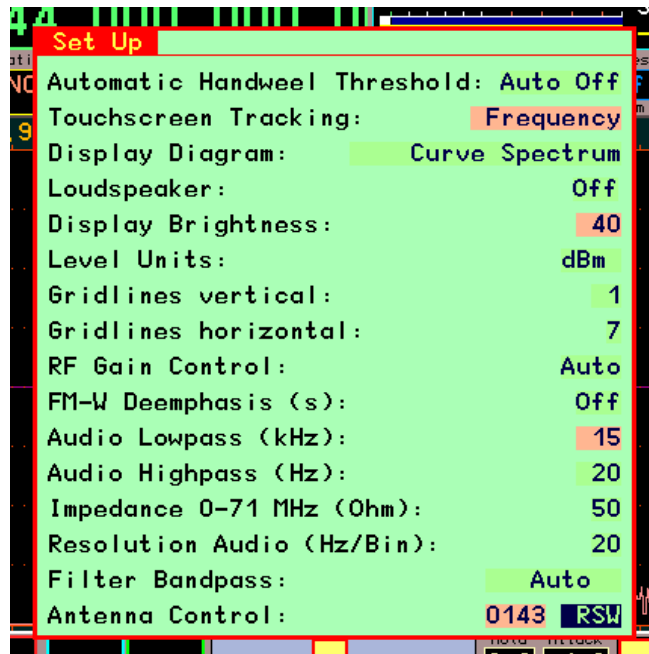 Set Up
Automatic Handweel Threshold: Auto Off
Touchscreen Tracking: Frequency
Display Diagram: Curve Spectrum
Loudspeaker: Off
Display Brightness: 40
Level Units: dBm
Gridlines vertical: 1
Gridlines horizontal: 7
RF Gain Control: Auto
FM-W Deemphasis (s): Off
Audio Lowpass (kHz): 15
Audio Highpass (Hz): 20
Impedance 0-71 MHz (Ohm): 50
Resolution Audio (Hz/Bin): 20
Filter Bandpass: Auto
Antenna Control: 0143 RSW